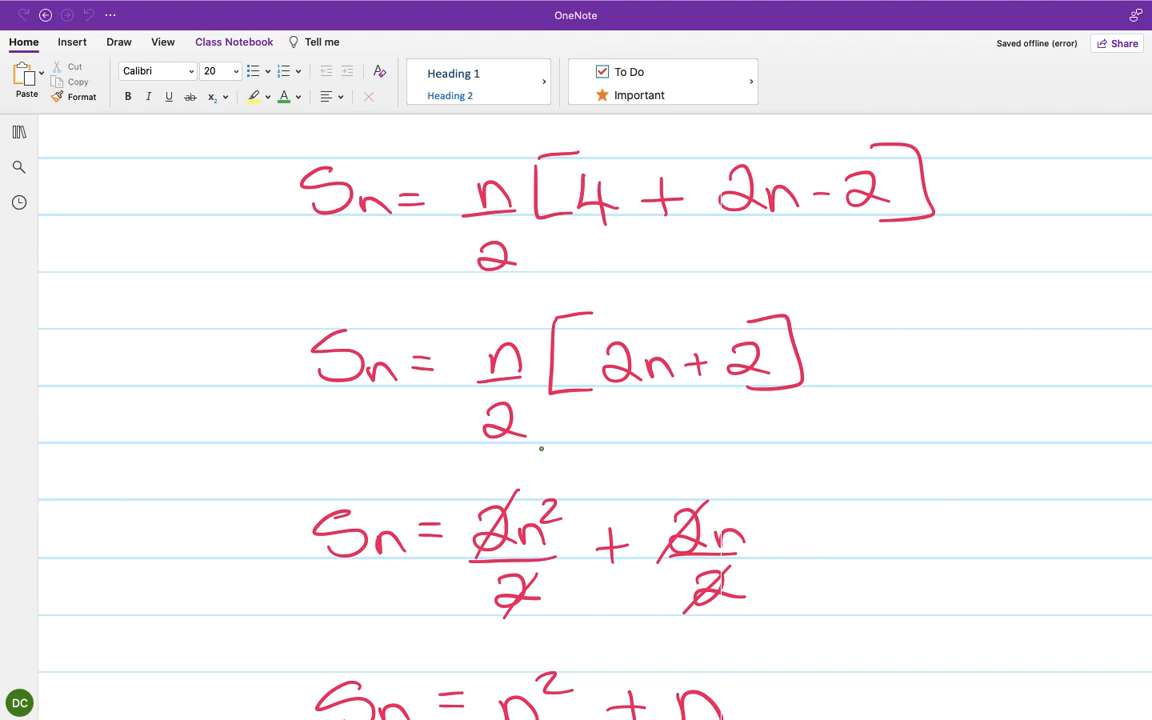 OneNote
Home Insert Draw View Class Notebook Tell me Saved offline (error) Share
Paste Cut Copy Format Calibri 20 B I U ab x₂ A Heading 1 Heading 2 To Do Important
Sn = n/2 [4 + 2n - 2]
Sn = n/2 [2n + 2]
Sn = 2n²/2 + 2n/2
Sn = n² + n
DC